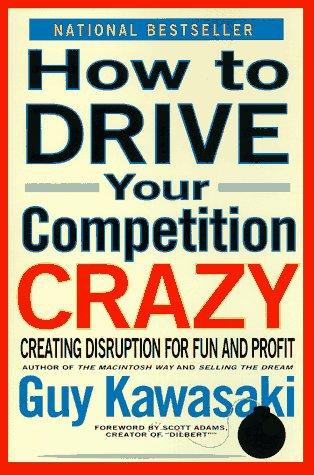 NATIONAL BESTSELLER
How to
DRIVE
Your
Competition
CRAZY
CREATING DISRUPTION FOR FUN AND PROFIT
AUTHOR OF THE MACINTOSH WAY AND SELLING THE DREAM
Guy Kawasaki
FOREWORD BY SCOTT ADAMS,
CREATOR OF "DILBERT"